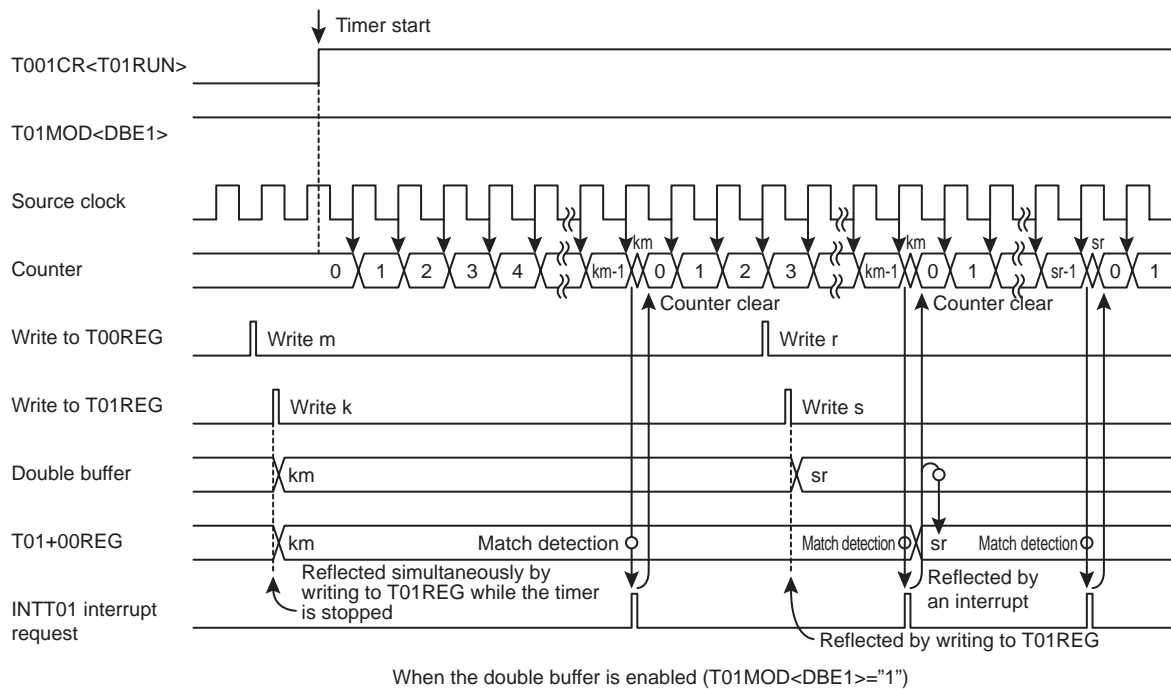 Timer start
T001CR<T01RUN>
T01MOD<DBE1>
Source clock
km km sr
Counter 0 1 2 3 4 km-1 0 1 2 3 km-1 0 1 sr-1 0 1
Counter clear Counter clear
Write to T00REG Write m Write r
Write to T01REG Write k Write s
Double buffer km sr
T01+00REG km Match detection Match detection sr Match detection
Reflected simultaneously by
writing to T01REG while the timer
is stopped
Reflected by
an interrupt
INTT01 interrupt
request
Reflected by writing to T01REG
When the double buffer is enabled (T01MOD<DBE1>="1")